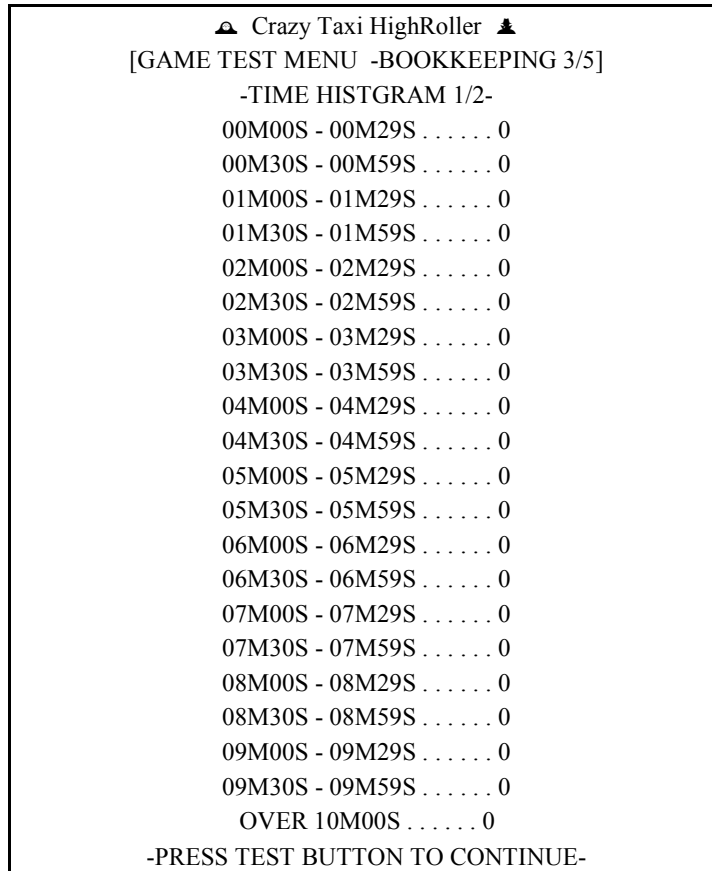 Crazy Taxi HighRoller
[GAME TEST MENU -BOOKKEEPING 3/5]
-TIME HISTGRAM 1/2-
00M00S - 00M29S . . . . . . 0
00M30S - 00M59S . . . . . . 0
01M00S - 01M29S . . . . . . 0
01M30S - 01M59S . . . . . . 0
02M00S - 02M29S . . . . . . 0
02M30S - 02M59S . . . . . . 0
03M00S - 03M29S . . . . . . 0
03M30S - 03M59S . . . . . . 0
04M00S - 04M29S . . . . . . 0
04M30S - 04M59S . . . . . . 0
05M00S - 05M29S . . . . . . 0
05M30S - 05M59S . . . . . . 0
06M00S - 06M29S . . . . . . 0
06M30S - 06M59S . . . . . . 0
07M00S - 07M29S . . . . . . 0
07M30S - 07M59S . . . . . . 0
08M00S - 08M29S . . . . . . 0
08M30S - 08M59S . . . . . . 0
09M00S - 09M29S . . . . . . 0
09M30S - 09M59S . . . . . . 0
OVER 10M00S . . . . . . 0
-PRESS TEST BUTTON TO CONTINUE-